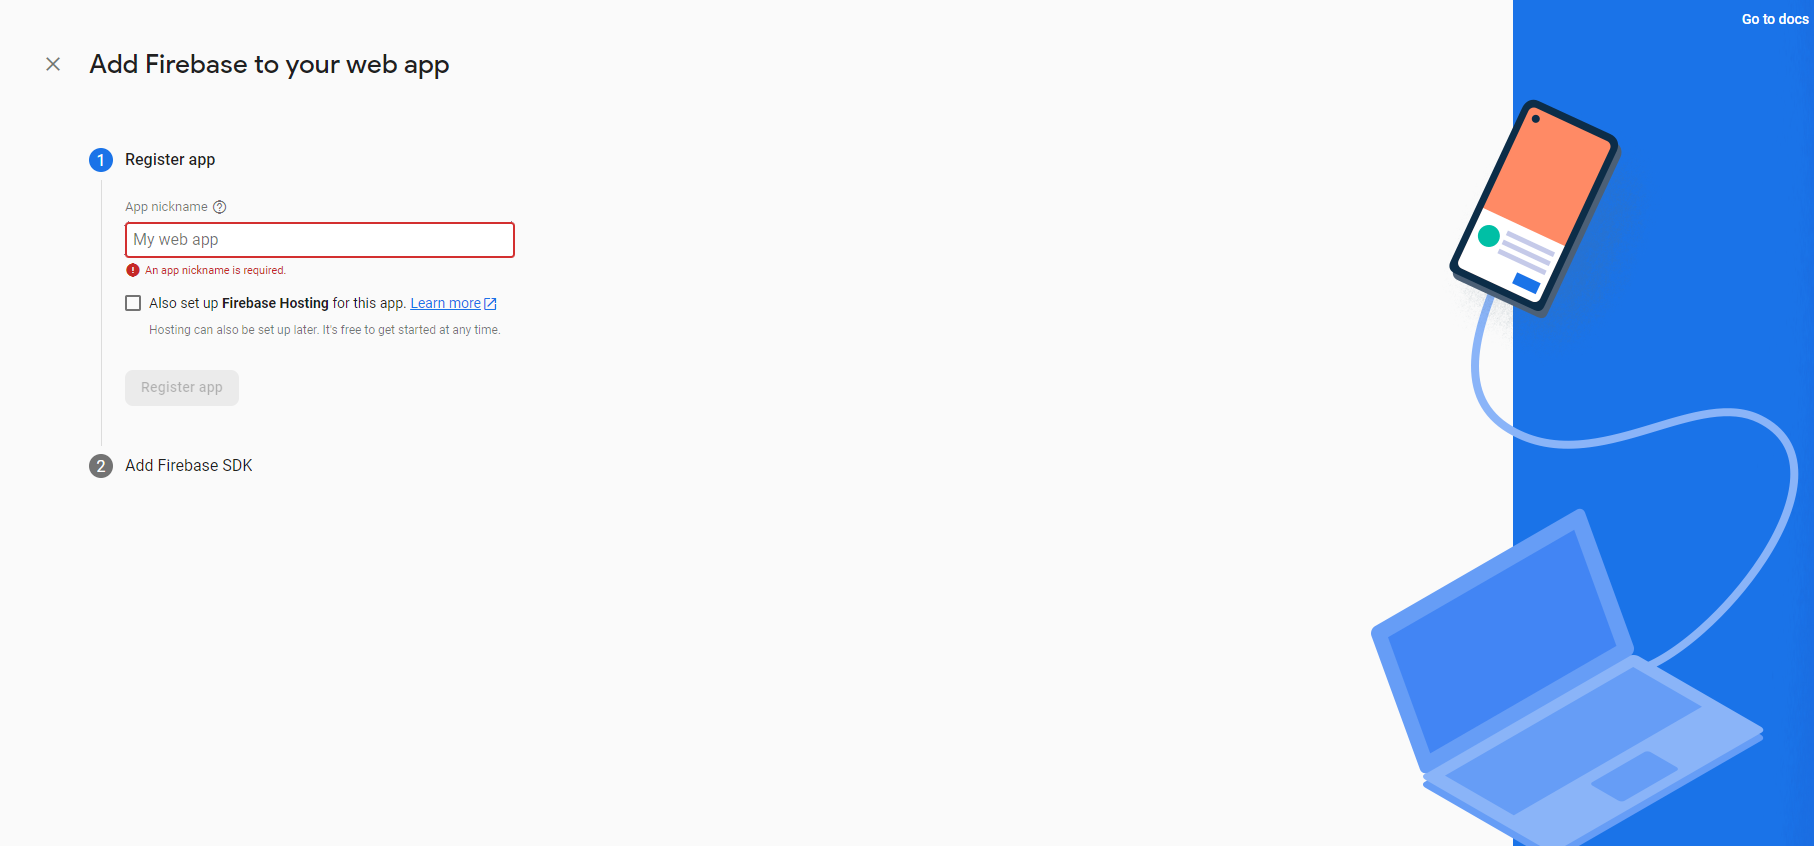 Go to docs
Add Firebase to your web app
1 Register app
App nickname
My web app
An app nickname is required.
Also set up Firebase Hosting for this app. Learn more
Hosting can also be set up later. It's free to get started at any time.
Register app
2 Add Firebase SDK